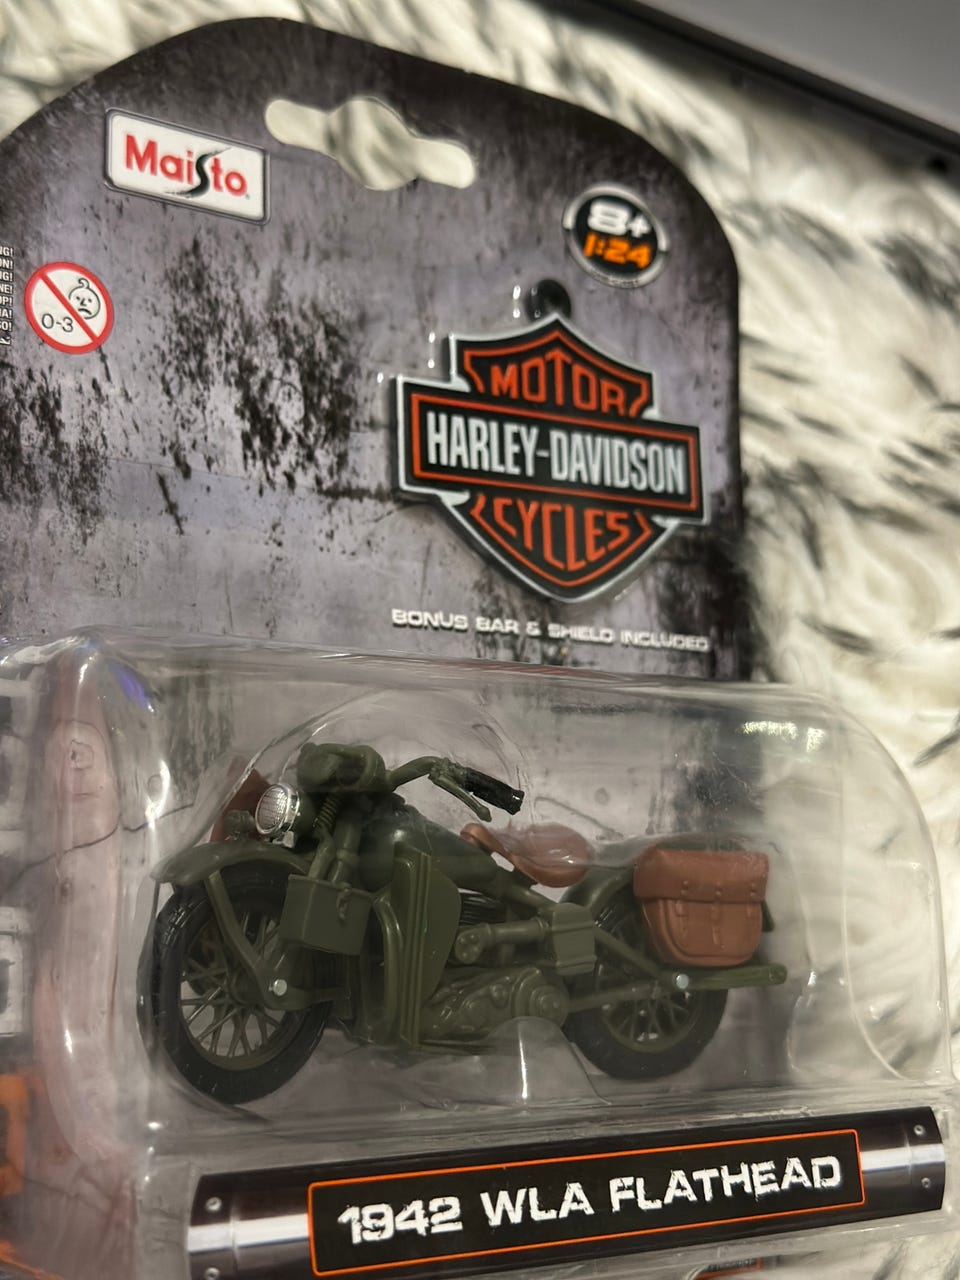 Maisto
8+
1:24
0-3
MOTOR
HARLEY-DAVIDSON
CYCLES
BONUS BAR & SHIELD INCLUDED
1942 WLA FLATHEAD